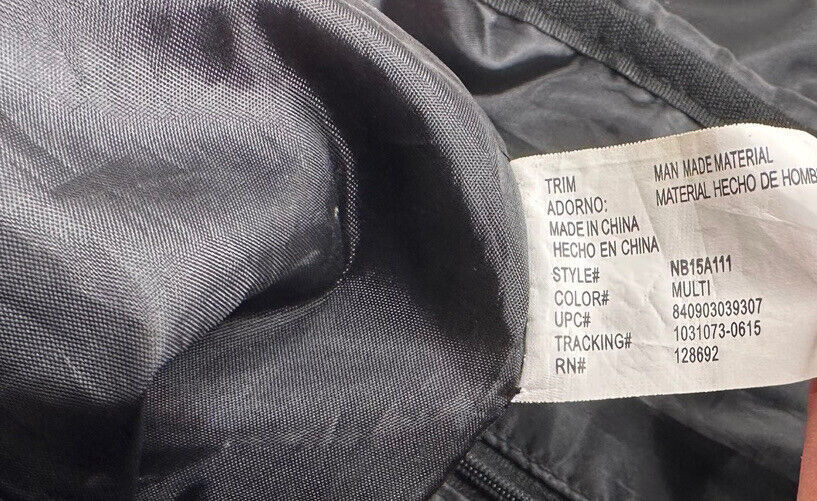 TRIM MAN MADE MATERIAL
ADORNO: MATERIAL HECHO DE HOMB
MADE IN CHINA
HECHO EN CHINA
STYLE# NB15A111
COLOR# MULTI
UPC# 840903039307
TRACKING# 1031073-0615
RN# 128692